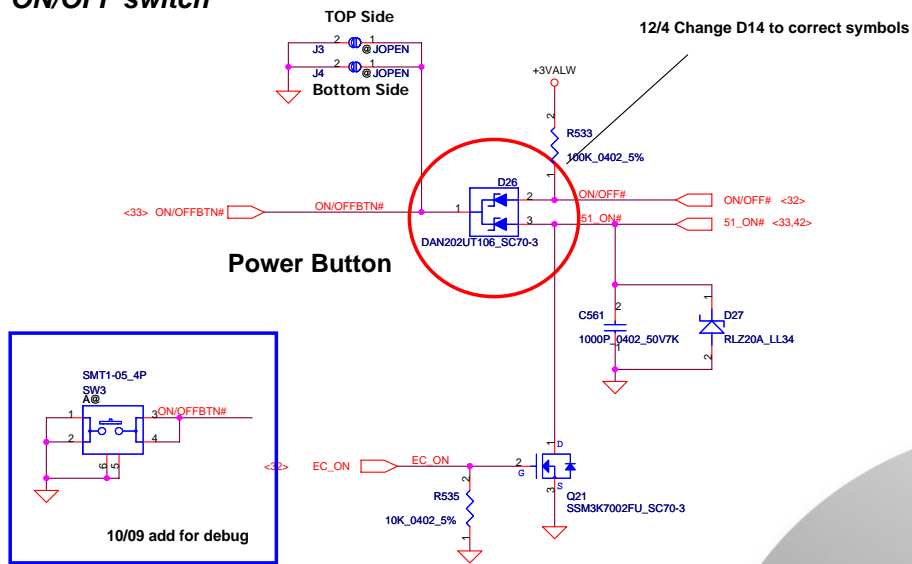 ON/OFF switch
TOP Side
12/4 Change D14 to correct symbols
J3 2 1 @JOPEN
J4 2 1 @JOPEN
Bottom Side
+3VALW
2
R533
100K_0402_5%
1
D26
<33> ON/OFFBTN# ON/OFFBTN# 1
2 ON/OFF# ON/OFF# <32>
3 51_ON# 51_ON# <33,42>
DAN202UT106_SC70-3
Power Button
C561 2
1000P_0402_50V7K
1
1 D27
RLZ20A_LL34
2
SMT1-05_4P
SW3
A@
1 3 ON/OFFBTN#
2 4
6 5
10/09 add for debug
<32> EC_ON EC_ON 2 G
1 D
S 3
Q21
SSM3K7002FU_SC70-3
2
R535
10K_0402_5%
1